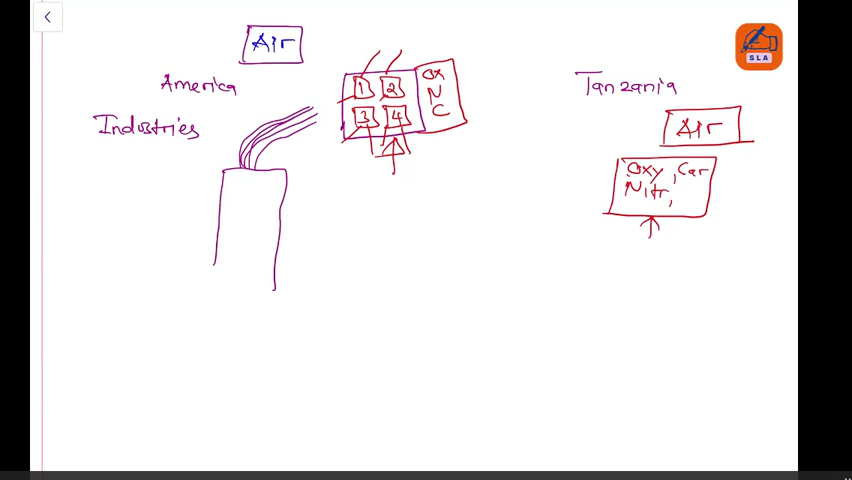 Air
SLA
America
Tanzania
1 2
3 4
Ox
N
C
Industries
Air
Oxy, Car
Nitr,